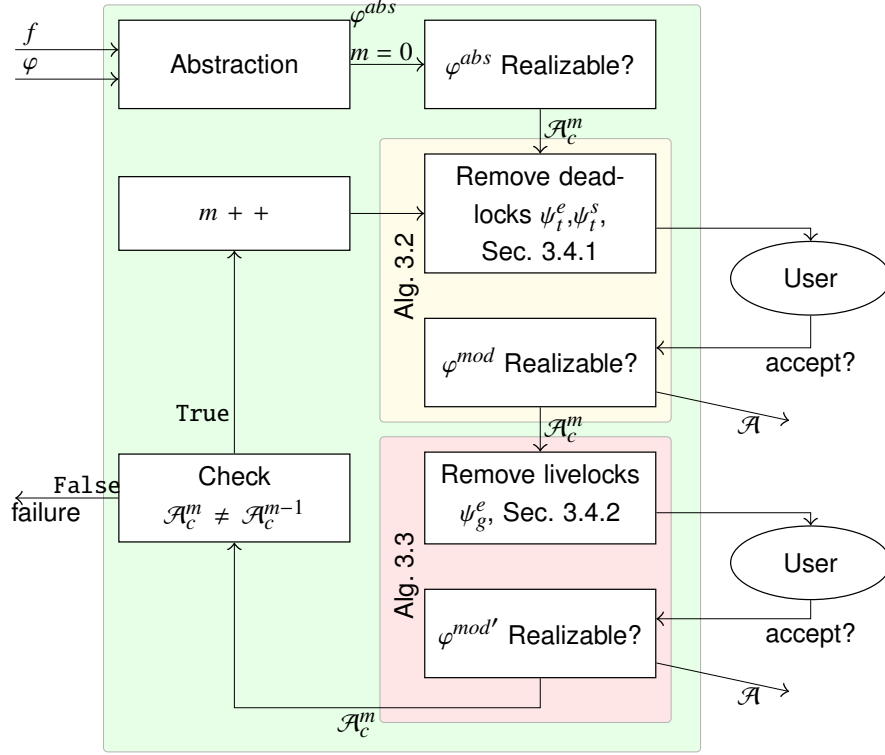 f
φ
Abstraction
φ^{abs}
m = 0
φ^{abs} Realizable?
𝒜_c^m
m + +
Remove dead-
locks ψ_t^e,ψ_t^s,
Sec. 3.4.1
Alg. 3.2
User
accept?
φ^{mod} Realizable?
𝒜
𝒜_c^m
True
False
failure
Check
𝒜_c^m ≠ 𝒜_c^{m−1}
Remove livelocks
ψ_g^e, Sec. 3.4.2
Alg. 3.3
User
accept?
φ^{mod′} Realizable?
𝒜
𝒜_c^m